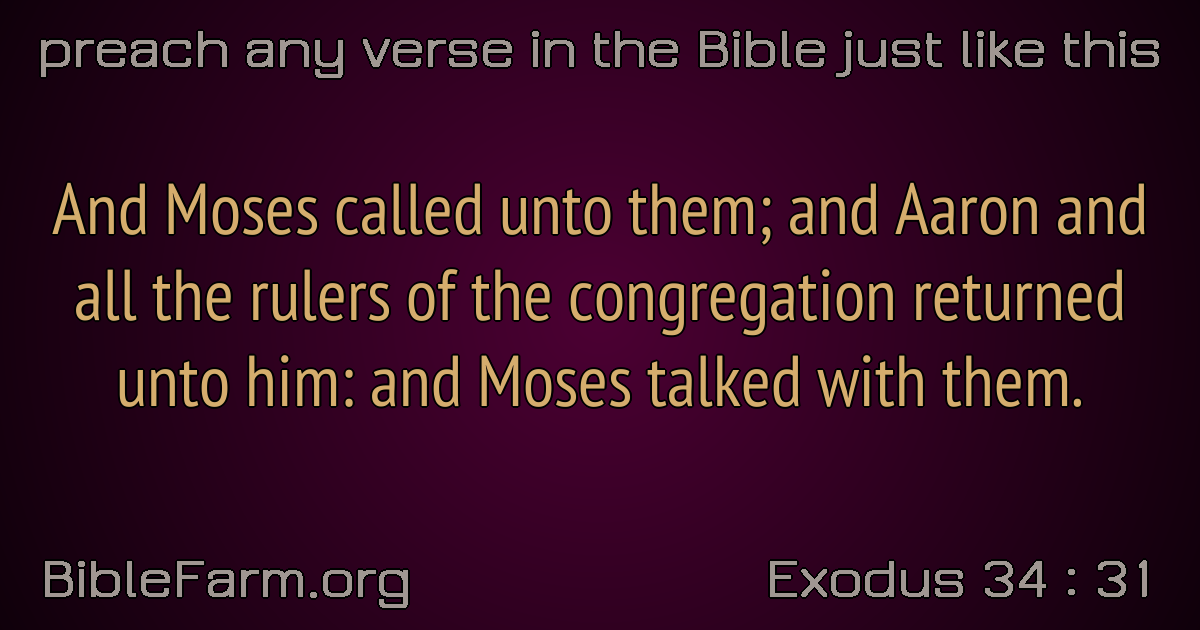 preach any verse in the Bible just like this
And Moses called unto them; and Aaron and
all the rulers of the congregation returned
unto him: and Moses talked with them.
BibleFarm.org
Exodus 34 : 31